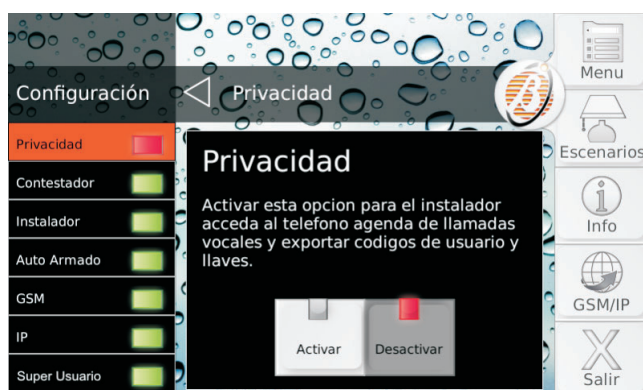 Configuración
Privacidad
Privacidad
Contestador
Instalador
Auto Armado
GSM
IP
Super Usuario
Privacidad
Activar esta opcion para el instalador
acceda al telefono agenda de llamadas
vocales y exportar codigos de usuario y
llaves.
Activar
Desactivar
B
Menu
Escenarios
Info
GSM/IP
Salir